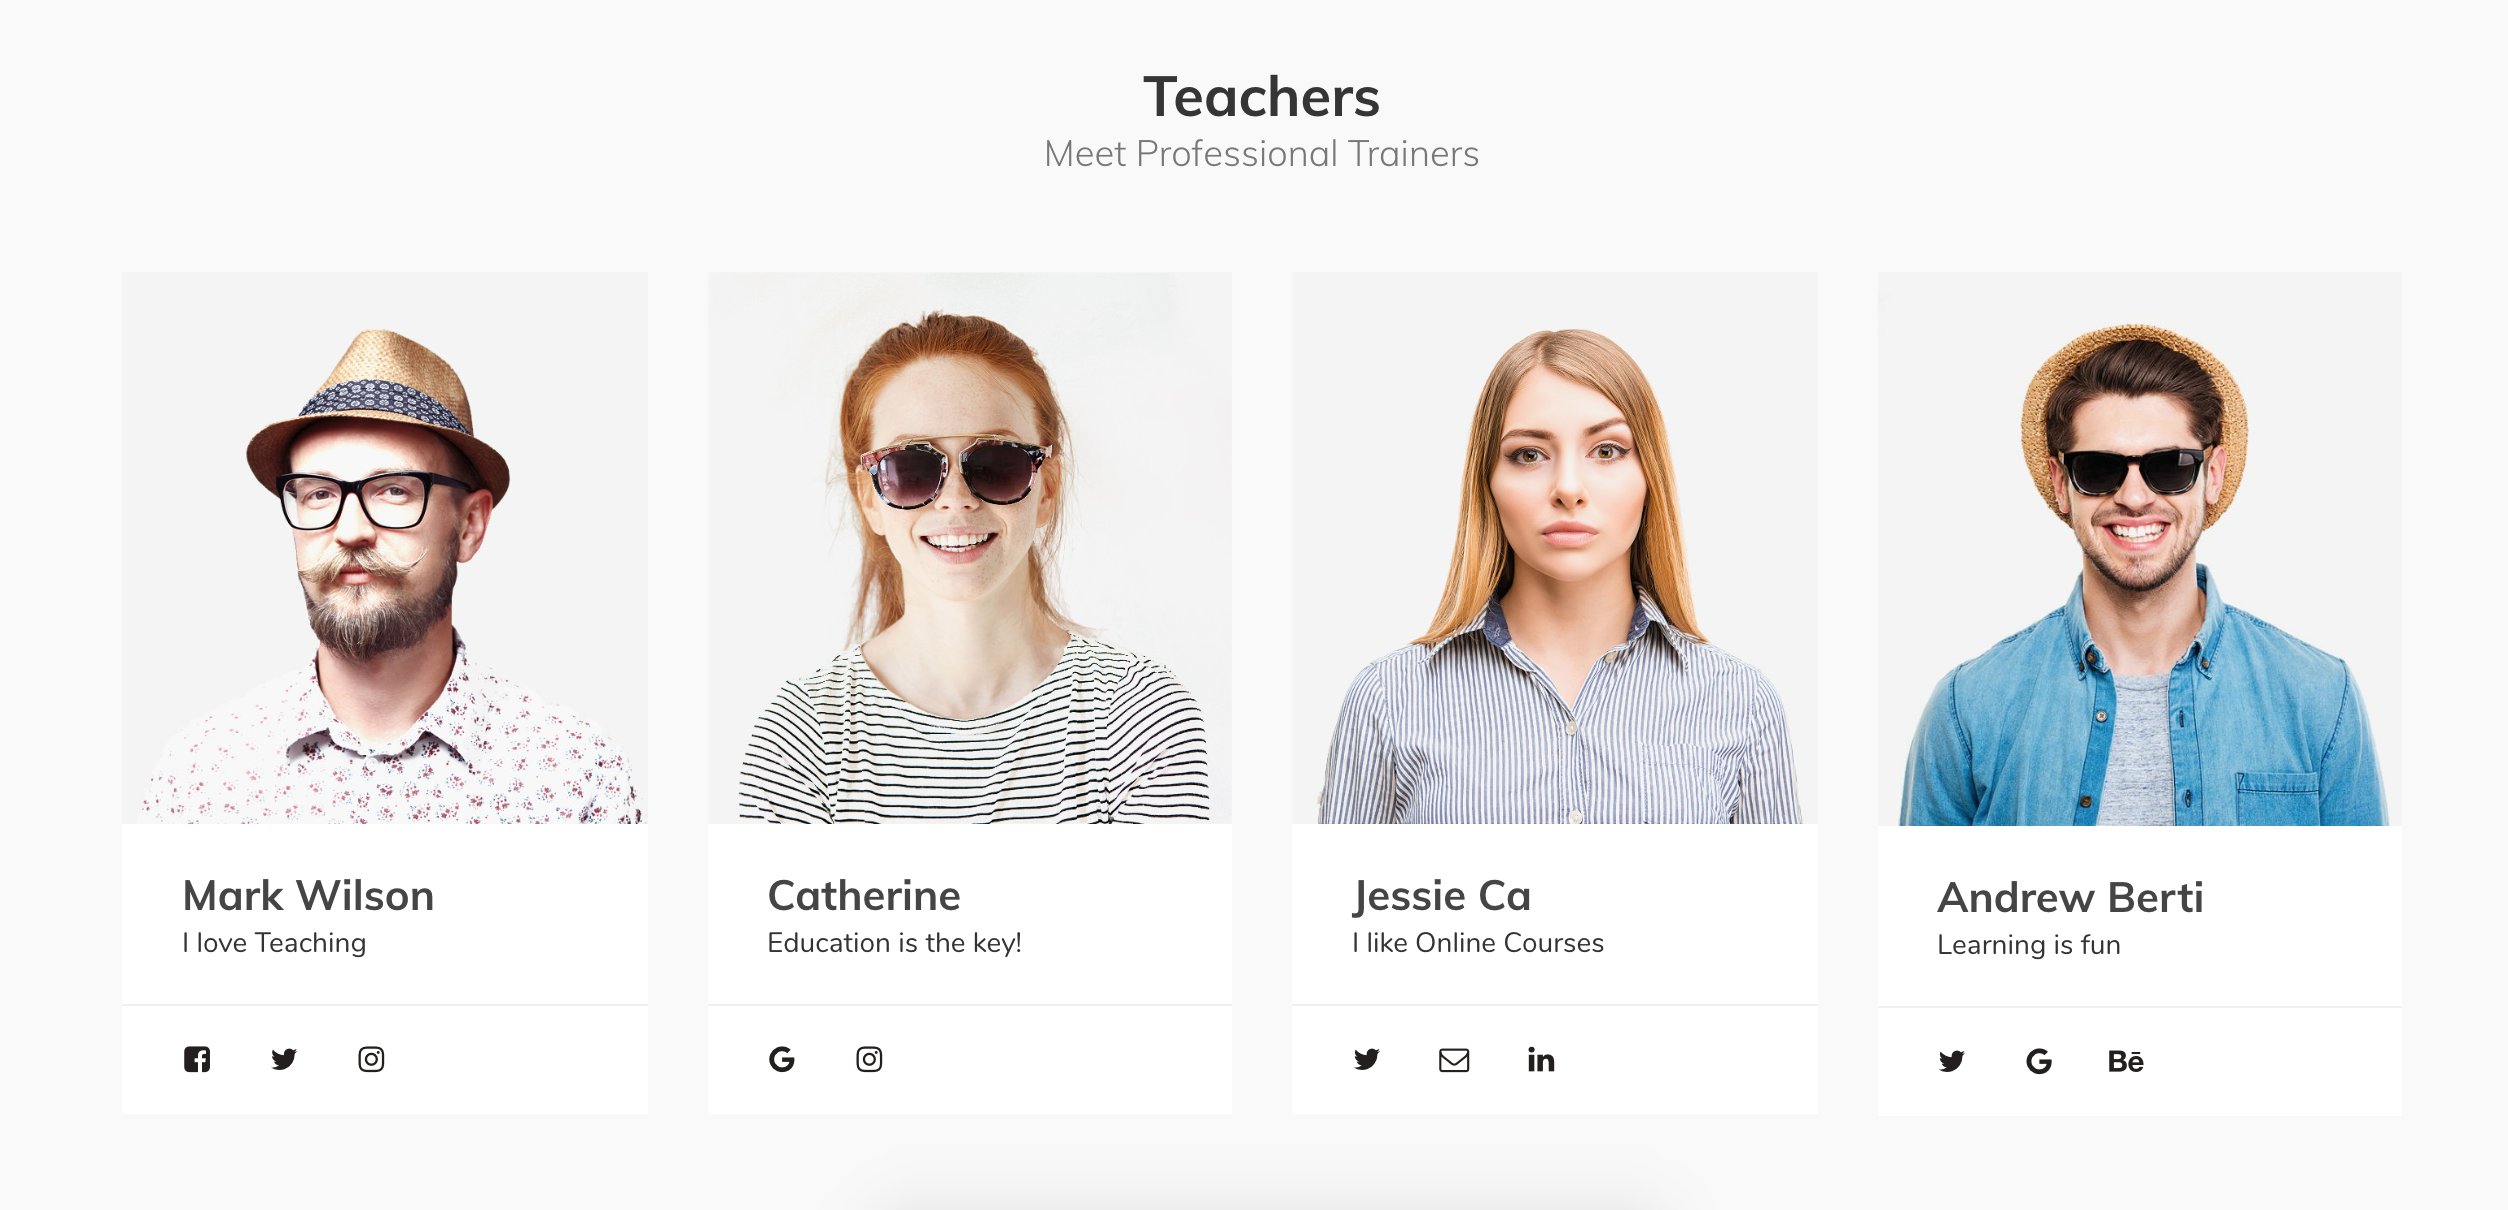 Teachers
Meet Professional Trainers
Mark Wilson
I love Teaching
Catherine
Education is the key!
Jessie Ca
I like Online Courses
Andrew Berti
Learning is fun